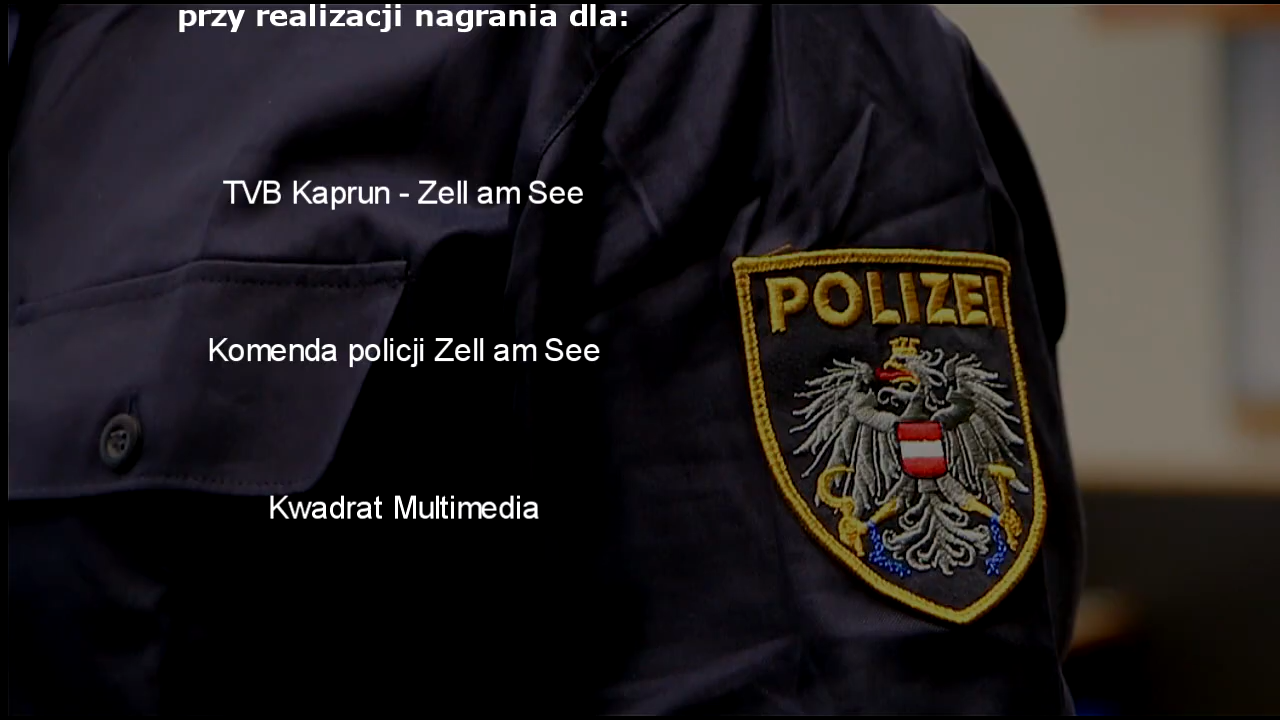 przy realizacji nagrania dla:
TVB Kaprun - Zell am See
Komenda policji Zell am See
Kwadrat Multimedia
POLIZEI